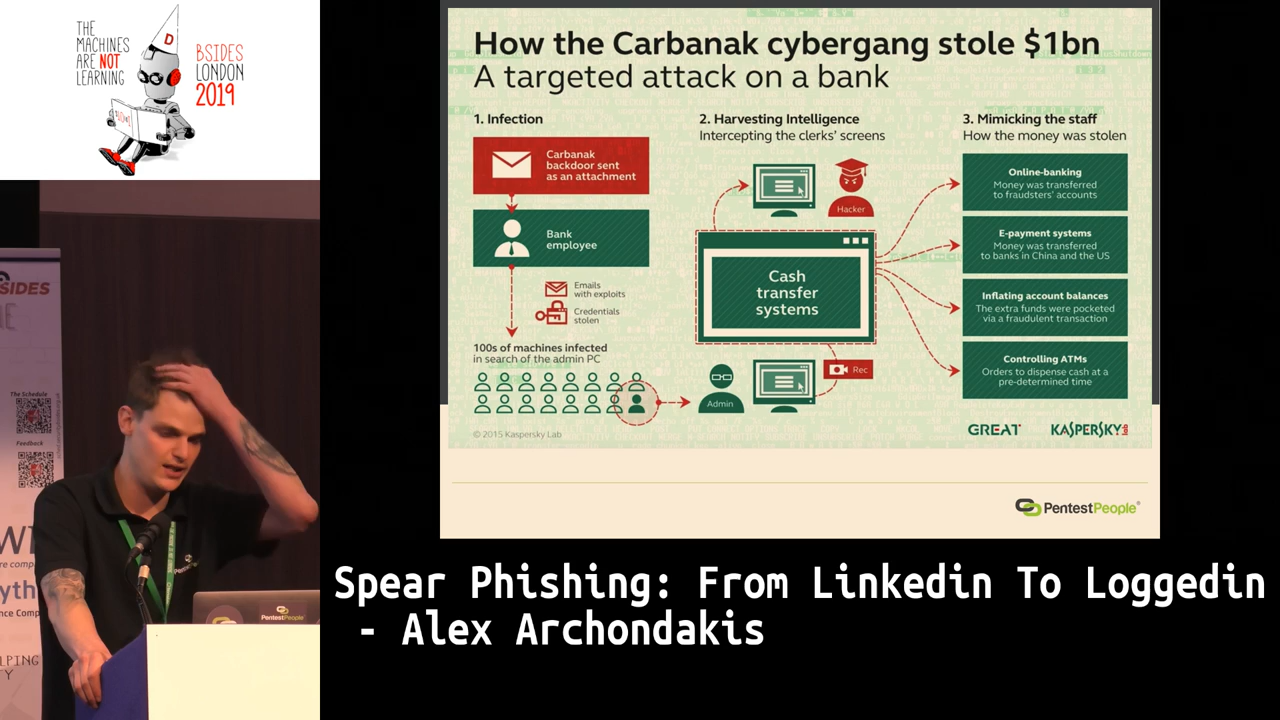 THE
MACHINES
ARE NOT
LEARNING
D
BSIDES
LONDON
2019
How the Carbanak cybergang stole $1bn
A targeted attack on a bank
1. Infection
Carbanak
backdoor sent
as an attachment
Bank
employee
Emails
with exploits
Credentials
stolen
100s of machines infected
in search of the admin PC
© 2015 Kaspersky Lab
2. Harvesting Intelligence
Intercepting the clerks' screens
Hacker
Cash
transfer
systems
Rec
Admin
3. Mimicking the staff
How the money was stolen
Online-banking
Money was transferred
to fraudsters' accounts
E-payment systems
Money was transferred
to banks in China and the US
Inflating account balances
The extra funds were pocketed
via a fraudulent transaction
Controlling ATMs
Orders to dispense cash at a
pre-determined time
GREAT
KASPERSKY lab
PentestPeople®
SIDES
The Schedule
Feedback
PentestPeople
Spear Phishing: From Linkedin To Loggedin
- Alex Archondakis